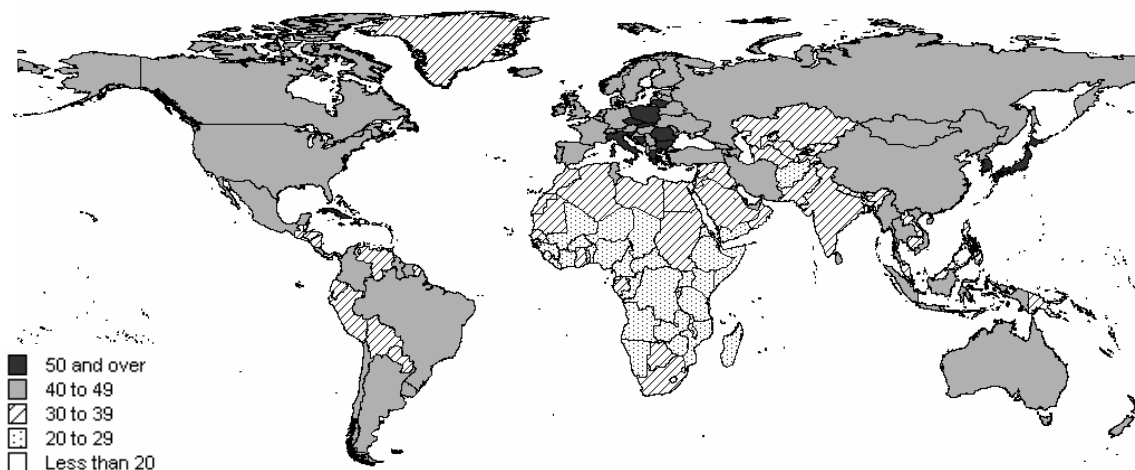 50 and over
40 to 49
30 to 39
20 to 29
Less than 20